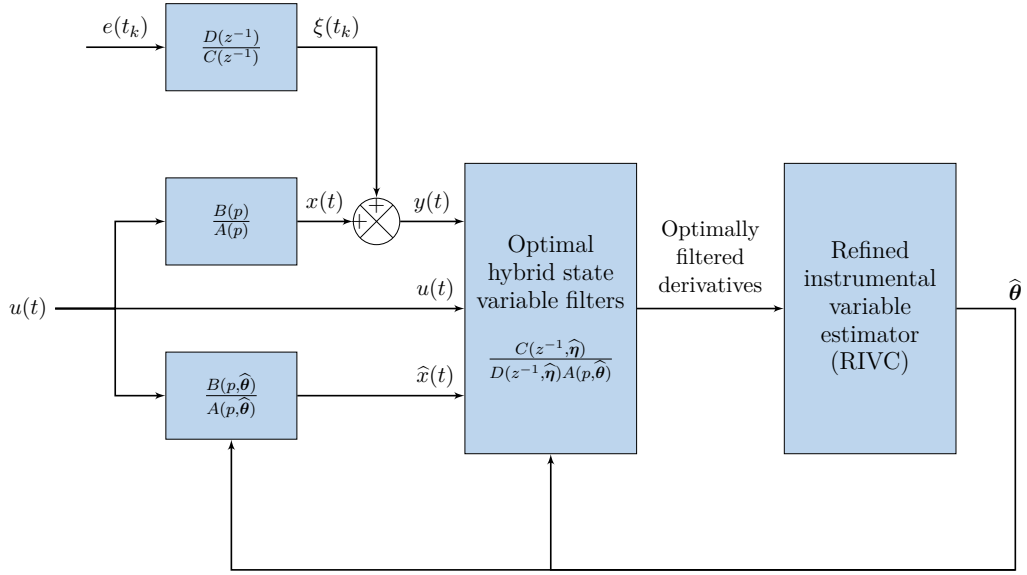 e(t_k)
D(z^{-1})
C(z^{-1})
ξ(t_k)
B(p)
A(p)
x(t)
+
+
y(t)
u(t)
u(t)
B(p,θ̂)
A(p,θ̂)
x̂(t)
Optimal
hybrid state
variable filters
C(z^{-1},η̂)
D(z^{-1},η̂)A(p,θ̂)
Optimally
filtered
derivatives
Refined
instrumental
variable
estimator
(RIVC)
θ̂